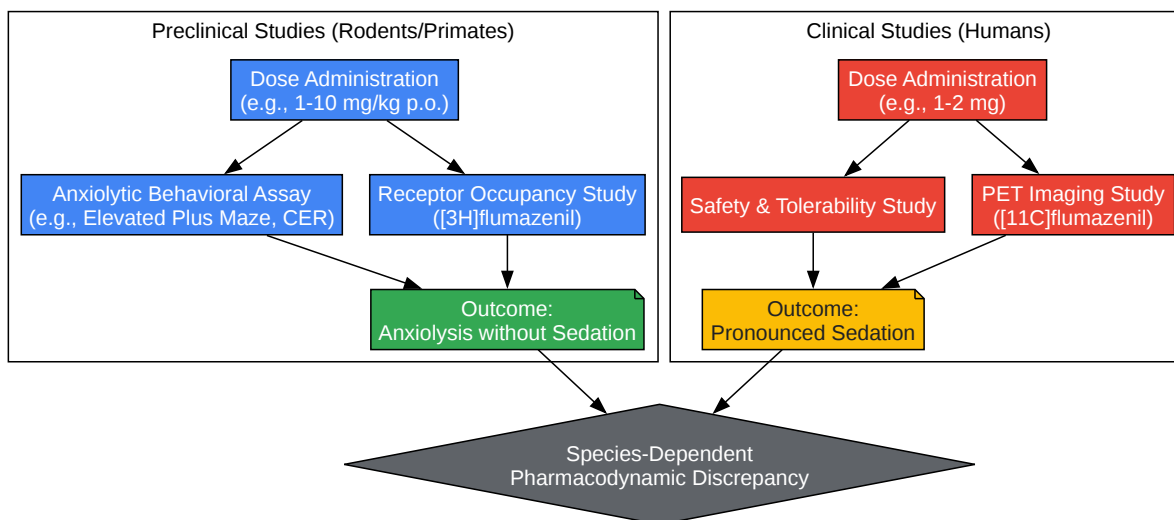 Preclinical Studies (Rodents/Primates)
Dose Administration
(e.g., 1-10 mg/kg p.o.)
Anxiolytic Behavioral Assay
(e.g., Elevated Plus Maze, CER)
Receptor Occupancy Study
([3H]flumazenil)
Outcome:
Anxiolysis without Sedation
Clinical Studies (Humans)
Dose Administration
(e.g., 1-2 mg)
Safety & Tolerability Study
PET Imaging Study
([11C]flumazenil)
Outcome:
Pronounced Sedation
Species-Dependent
Pharmacodynamic Discrepancy